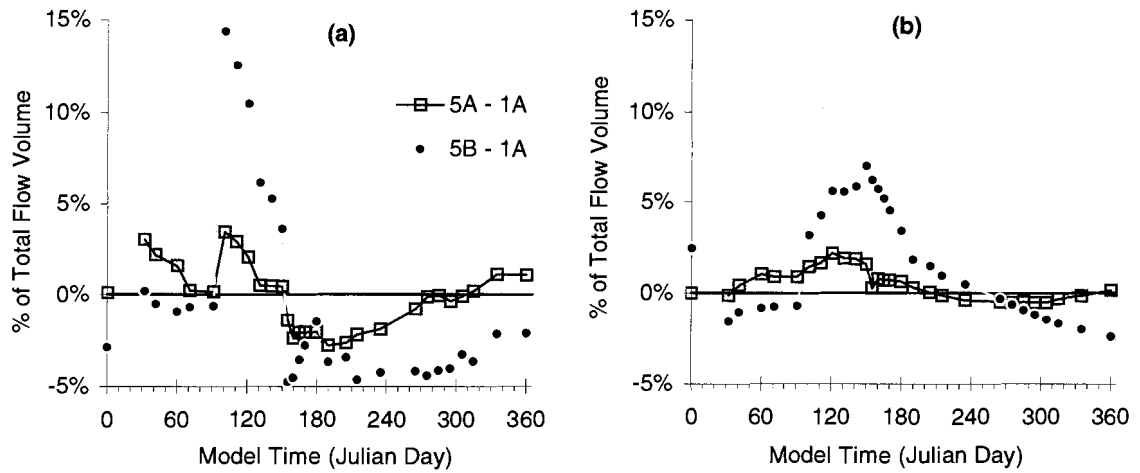 (a)
% of Total Flow Volume
15%
10%
5%
0%
-5%
5A - 1A
5B - 1A
0 60 120 180 240 300 360
Model Time (Julian Day)
(b)
% of Total Flow Volume
15%
10%
5%
0%
-5%
0 60 120 180 240 300 360
Model Time (Julian Day)